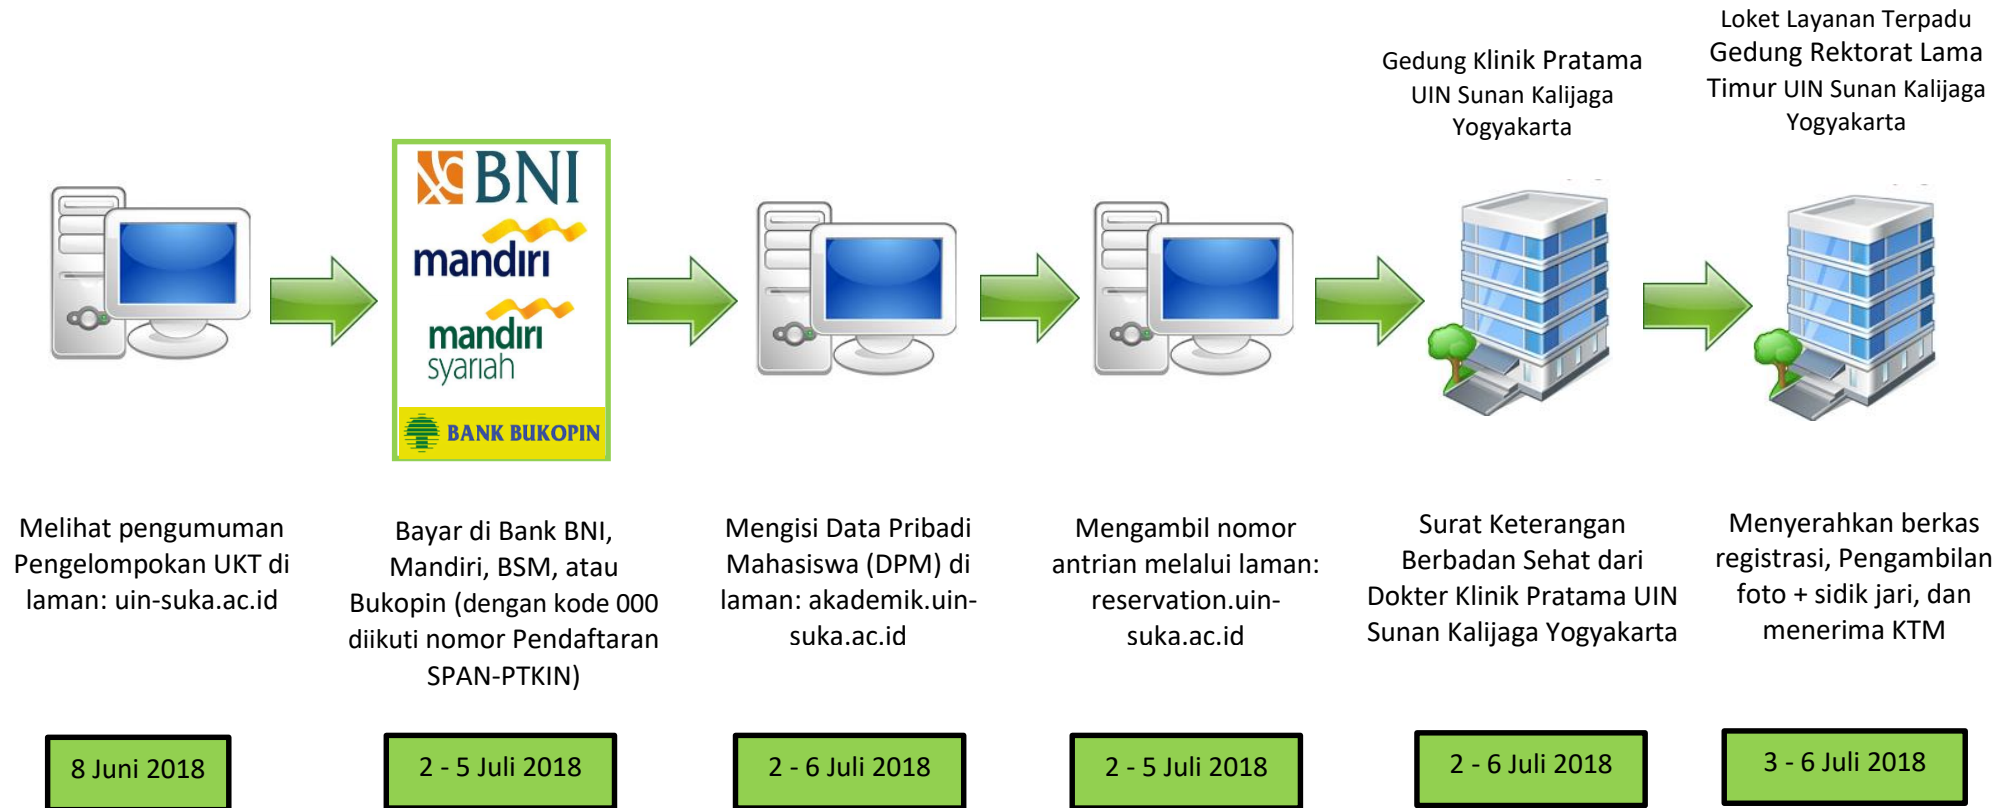 Gedung Klinik Pratama
UIN Sunan Kalijaga
Yogyakarta
Loket Layanan Terpadu
Gedung Rektorat Lama
Timur UIN Sunan Kalijaga
Yogyakarta
BNI
mandiri
mandiri
syariah
BANK BUKOPIN
Melihat pengumuman
Pengelompokan UKT di
laman: uin-suka.ac.id
Bayar di Bank BNI,
Mandiri, BSM, atau
Bukopin (dengan kode 000
diikuti nomor Pendaftaran
SPAN-PTKIN)
Mengisi Data Pribadi
Mahasiswa (DPM) di
laman: akademik.uin-
suka.ac.id
Mengambil nomor
antrian melalui laman:
reservation.uin-
suka.ac.id
Surat Keterangan
Berbadan Sehat dari
Dokter Klinik Pratama UIN
Sunan Kalijaga Yogyakarta
Menyerahkan berkas
registrasi, Pengambilan
foto + sidik jari, dan
menerima KTM
8 Juni 2018
2 - 5 Juli 2018
2 - 6 Juli 2018
2 - 5 Juli 2018
2 - 6 Juli 2018
3 - 6 Juli 2018